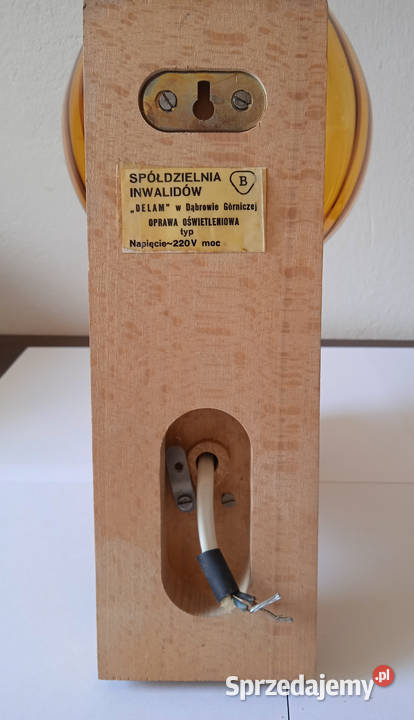 SPÓŁDZIELNIA
INWALIDÓW
B
„DELAM" w Dąbrowie Górniczej
OPRAWA OŚWIETLENIOWA
typ
Napięcie~220V moc
Sprzedajemy.pl